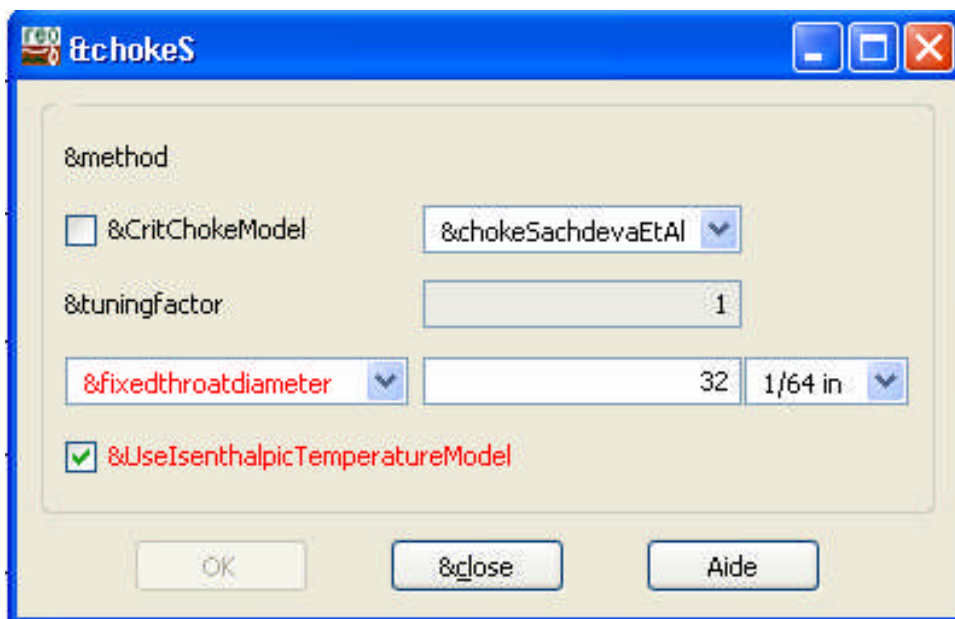 &chokeS
&method
&CritChokeModel &chokeSachdevaEtAl
&tuningfactor 1
&fixedthroatdiameter 32 1/64 in
&UseIsenthalpicTemperatureModel
OK &close Aide